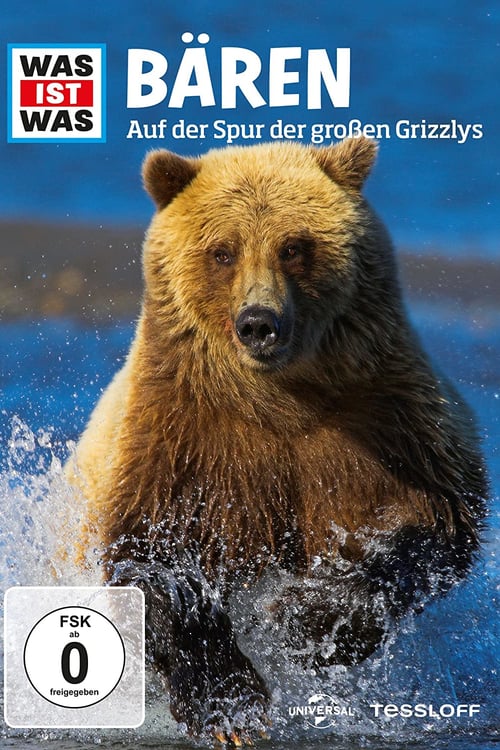 WAS
IST
WAS
BÄREN
Auf der Spur der großen Grizzlys
FSK
ab
0
freigegeben
UNIVERSAL
TESSLOFF